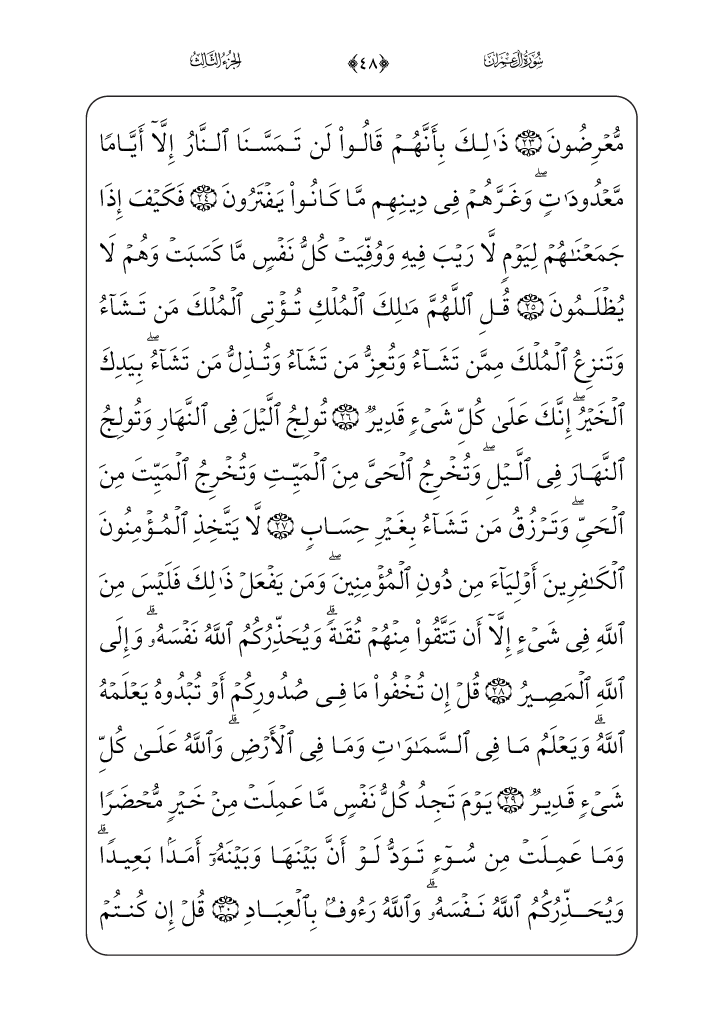 سُورَةُ آلِ عِمْرَان ﴿٤٨﴾ الجُزْءُ الثَّالِثُ
مُّعۡرِضُونَ ٢٣ ذَٰلِكَ بِأَنَّهُمۡ قَالُواْ لَن تَمَسَّنَا ٱلنَّارُ إِلَّآ أَيَّامٗا
مَّعۡدُودَٰتٖۖ وَغَرَّهُمۡ فِي دِينِهِم مَّا كَانُواْ يَفۡتَرُونَ ٢٤ فَكَيۡفَ إِذَا
جَمَعۡنَٰهُمۡ لِيَوۡمٖ لَّا رَيۡبَ فِيهِ وَوُفِّيَتۡ كُلُّ نَفۡسٖ مَّا كَسَبَتۡ وَهُمۡ لَا
يُظۡلَمُونَ ٢٥ قُلِ ٱللَّهُمَّ مَٰلِكَ ٱلۡمُلۡكِ تُؤۡتِي ٱلۡمُلۡكَ مَن تَشَآءُ
وَتَنزِعُ ٱلۡمُلۡكَ مِمَّن تَشَآءُ وَتُعِزُّ مَن تَشَآءُ وَتُذِلُّ مَن تَشَآءُۖ بِيَدِكَ
ٱلۡخَيۡرُۖ إِنَّكَ عَلَىٰ كُلِّ شَيۡءٖ قَدِيرٞ ٢٦ تُولِجُ ٱلَّيۡلَ فِي ٱلنَّهَارِ وَتُولِجُ
ٱلنَّهَارَ فِي ٱلَّيۡلِۖ وَتُخۡرِجُ ٱلۡحَيَّ مِنَ ٱلۡمَيِّتِ وَتُخۡرِجُ ٱلۡمَيِّتَ مِنَ
ٱلۡحَيِّۖ وَتَرۡزُقُ مَن تَشَآءُ بِغَيۡرِ حِسَابٖ ٢٧ لَّا يَتَّخِذِ ٱلۡمُؤۡمِنُونَ
ٱلۡكَٰفِرِينَ أَوۡلِيَآءَ مِن دُونِ ٱلۡمُؤۡمِنِينَۖ وَمَن يَفۡعَلۡ ذَٰلِكَ فَلَيۡسَ مِنَ
ٱللَّهِ فِي شَيۡءٍ إِلَّآ أَن تَتَّقُواْ مِنۡهُمۡ تُقَىٰةٗۗ وَيُحَذِّرُكُمُ ٱللَّهُ نَفۡسَهُۥۗ وَإِلَى
ٱللَّهِ ٱلۡمَصِيرُ ٢٨ قُلۡ إِن تُخۡفُواْ مَا فِي صُدُورِكُمۡ أَوۡ تُبۡدُوهُ يَعۡلَمۡهُ
ٱللَّهُۗ وَيَعۡلَمُ مَا فِي ٱلسَّمَٰوَٰتِ وَمَا فِي ٱلۡأَرۡضِۗ وَٱللَّهُ عَلَىٰ كُلِّ
شَيۡءٖ قَدِيرٞ ٢٩ يَوۡمَ تَجِدُ كُلُّ نَفۡسٖ مَّا عَمِلَتۡ مِنۡ خَيۡرٖ مُّحۡضَرٗا
وَمَا عَمِلَتۡ مِن سُوٓءٖ تَوَدُّ لَوۡ أَنَّ بَيۡنَهَا وَبَيۡنَهُۥٓ أَمَدَۢا بَعِيدٗاۗ
وَيُحَذِّرُكُمُ ٱللَّهُ نَفۡسَهُۥۗ وَٱللَّهُ رَءُوفُۢ بِٱلۡعِبَادِ ٣٠ قُلۡ إِن كُنتُمۡ